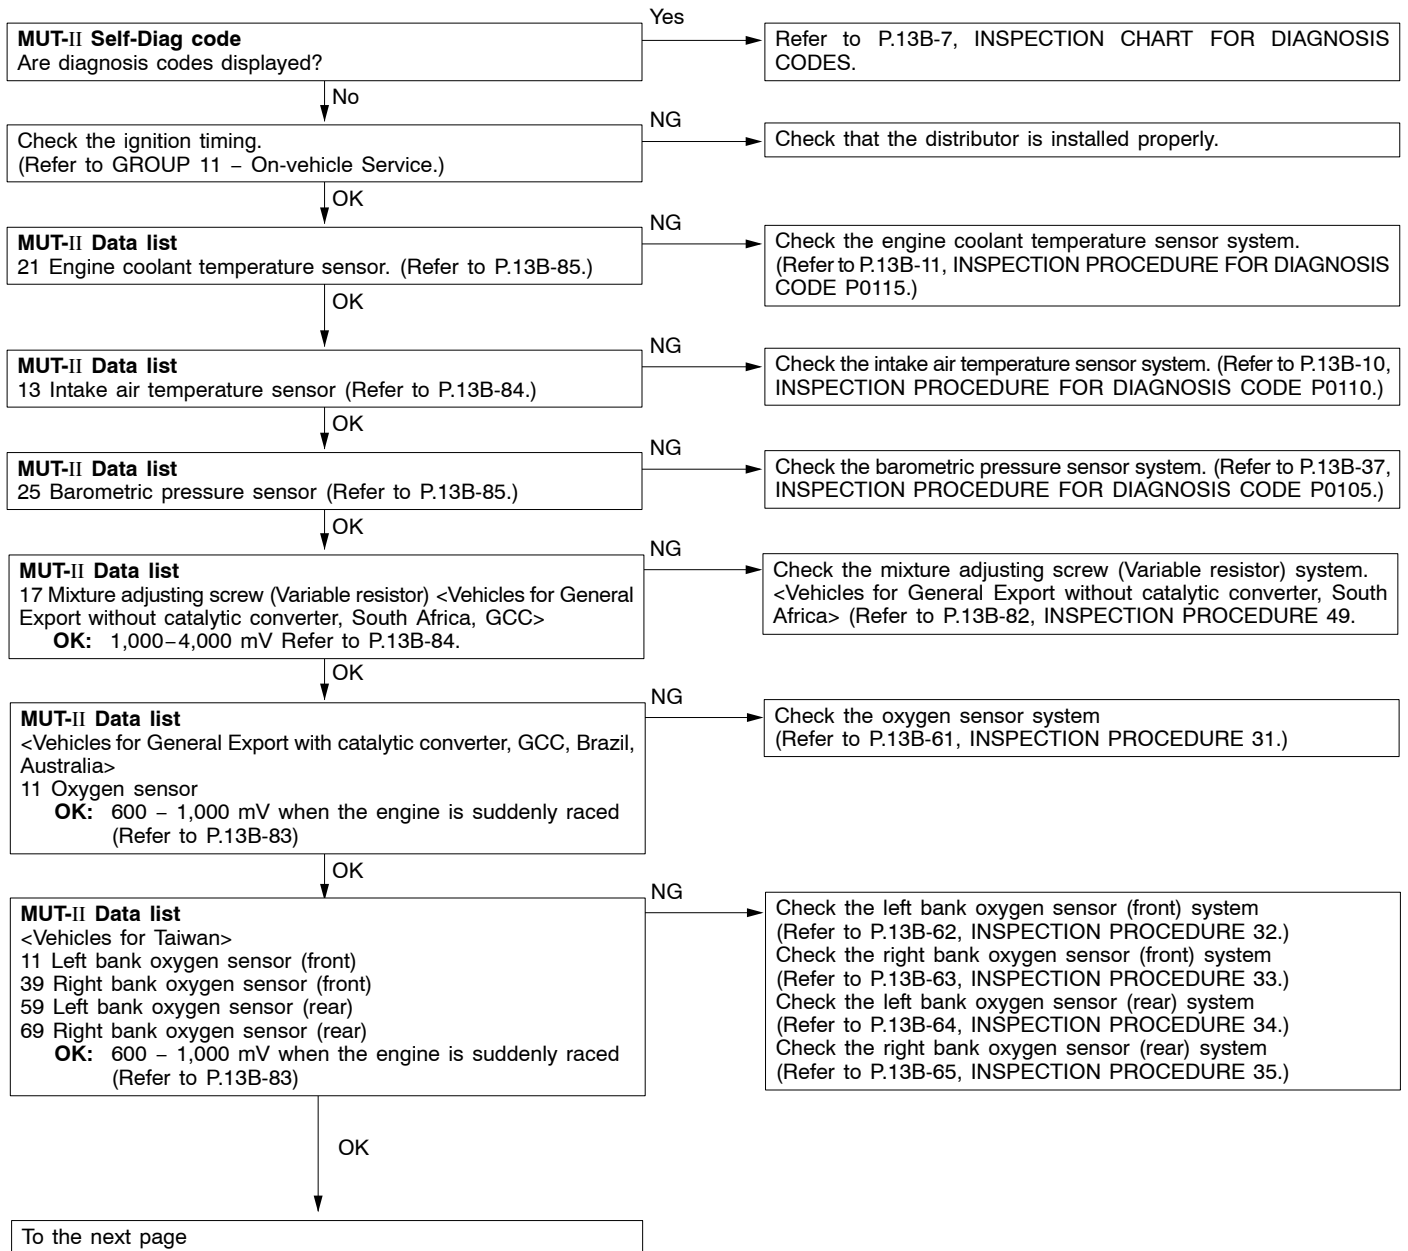 MUT-II Self-Diag code
Are diagnosis codes displayed?
Yes
Refer to P.13B-7, INSPECTION CHART FOR DIAGNOSIS
CODES.
No
Check the ignition timing.
(Refer to GROUP 11 – On-vehicle Service.)
NG
Check that the distributor is installed properly.
OK
MUT-II Data list
21 Engine coolant temperature sensor. (Refer to P.13B-85.)
NG
Check the engine coolant temperature sensor system.
(Refer to P.13B-11, INSPECTION PROCEDURE FOR DIAGNOSIS
CODE P0115.)
OK
MUT-II Data list
13 Intake air temperature sensor (Refer to P.13B-84.)
NG
Check the intake air temperature sensor system. (Refer to P.13B-10,
INSPECTION PROCEDURE FOR DIAGNOSIS CODE P0110.)
OK
MUT-II Data list
25 Barometric pressure sensor (Refer to P.13B-85.)
NG
Check the barometric pressure sensor system. (Refer to P.13B-37,
INSPECTION PROCEDURE FOR DIAGNOSIS CODE P0105.)
OK
MUT-II Data list
17 Mixture adjusting screw (Variable resistor) <Vehicles for General
Export without catalytic converter, South Africa, GCC>
OK: 1,000–4,000 mV Refer to P.13B-84.
NG
Check the mixture adjusting screw (Variable resistor) system.
<Vehicles for General Export without catalytic converter, South
Africa> (Refer to P.13B-82, INSPECTION PROCEDURE 49.
OK
MUT-II Data list
<Vehicles for General Export with catalytic converter, GCC, Brazil,
Australia>
11 Oxygen sensor
OK: 600 – 1,000 mV when the engine is suddenly raced
(Refer to P.13B-83)
NG
Check the oxygen sensor system
(Refer to P.13B-61, INSPECTION PROCEDURE 31.)
OK
MUT-II Data list
<Vehicles for Taiwan>
11 Left bank oxygen sensor (front)
39 Right bank oxygen sensor (front)
59 Left bank oxygen sensor (rear)
69 Right bank oxygen sensor (rear)
OK: 600 – 1,000 mV when the engine is suddenly raced
(Refer to P.13B-83)
NG
Check the left bank oxygen sensor (front) system
(Refer to P.13B-62, INSPECTION PROCEDURE 32.)
Check the right bank oxygen sensor (front) system
(Refer to P.13B-63, INSPECTION PROCEDURE 33.)
Check the left bank oxygen sensor (rear) system
(Refer to P.13B-64, INSPECTION PROCEDURE 34.)
Check the right bank oxygen sensor (rear) system
(Refer to P.13B-65, INSPECTION PROCEDURE 35.)
OK
To the next page